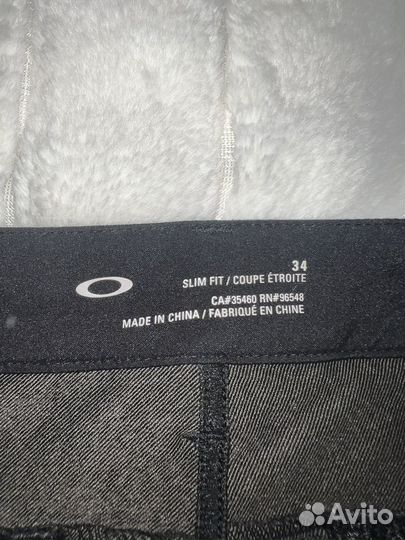 34
SLIM FIT / COUPE ÉTROITE
CA#35460 RN#96548
MADE IN CHINA / FABRIQUÉ EN CHINE
Avito